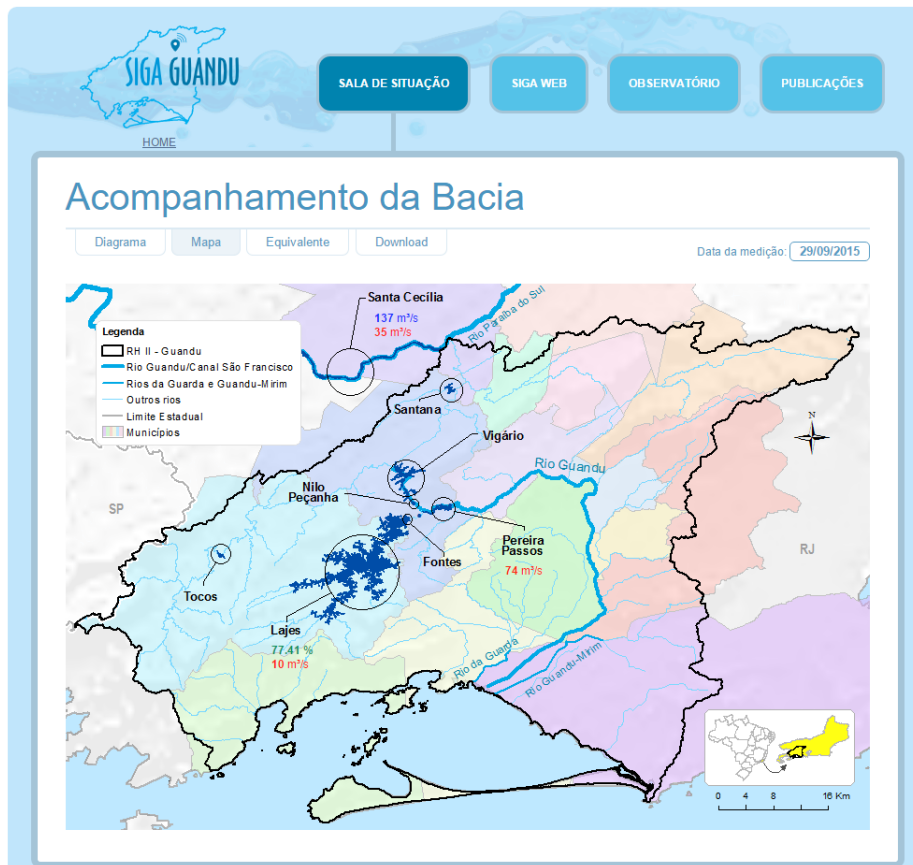 SIGA GUANDU
HOME
SALA DE SITUAÇÃO
SIGA WEB
OBSERVATÓRIO
PUBLICAÇÕES
Acompanhamento da Bacia
Diagrama
Mapa
Equivalente
Download
Data da medição: 29/09/2015
Santa Cecília
137 m³/s
35 m³/s
Rio Paraíba do Sul
Legenda
RH II - Guandu
Rio Guandu/Canal São Francisco
Rios da Guarda e Guandu-Mirim
Outros rios
Limite Estadual
Municípios
Santana
N
Vigário
Rio Guandu
Nilo
Peçanha
SP
Pereira
Passos
74 m³/s
RJ
Fontes
Tocos
Lajes
77.41 %
10 m³/s
Rio da Guarda
Rio Guandu-Mirim
0 4 8 16 Km